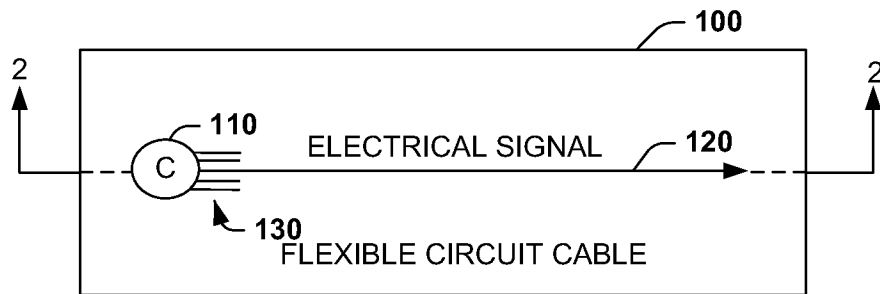 100
2
2
110
ELECTRICAL SIGNAL
120
C
130
FLEXIBLE CIRCUIT CABLE